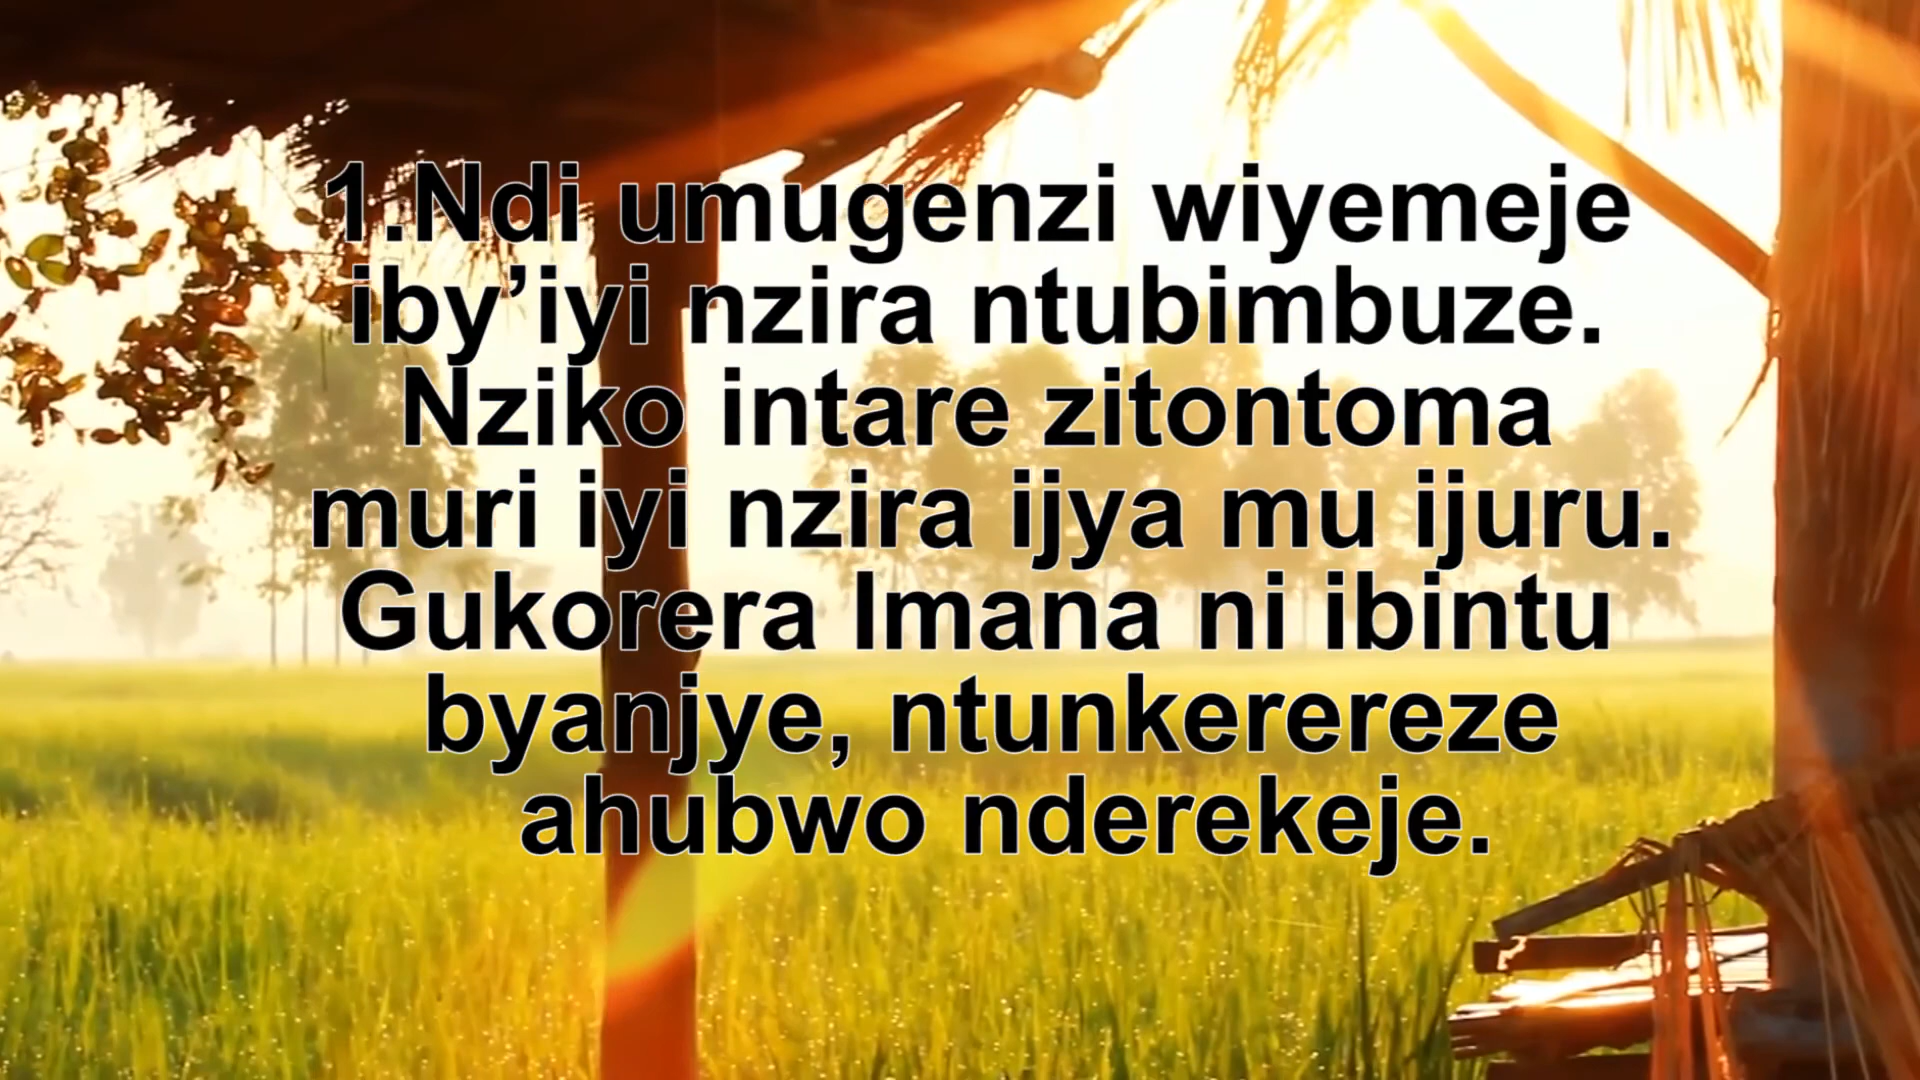 1.Ndi umugenzi wiyemeje
iby’iyi nzira ntubimbuze.
Nziko intare zitontoma
muri iyi nzira ijya mu ijuru.
Gukorera Imana ni ibintu
byanjye, ntunkerereze
ahubwo nderekeje.